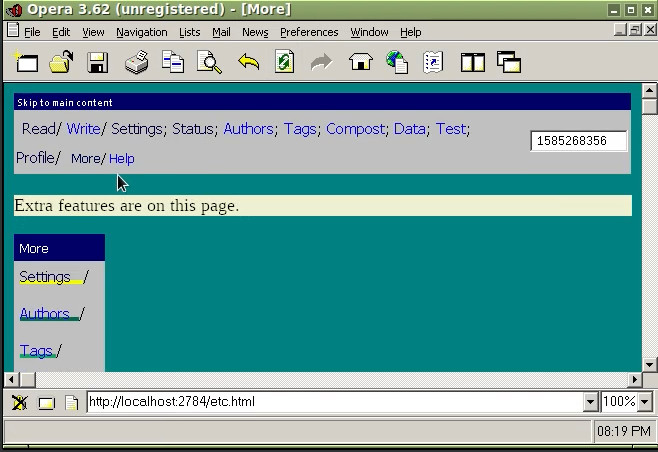 Opera 3.62 (unregistered) - [More]
File Edit View Navigation Lists Mail News Preferences Window Help
Skip to main content
Read/ Write/ Settings; Status; Authors; Tags; Compost; Data; Test;
1585268356
Profile/ More/ Help
Extra features are on this page.
More
Settings /
Authors /
Tags /
http://localhost:2784/etc.html
100%
08:19 PM